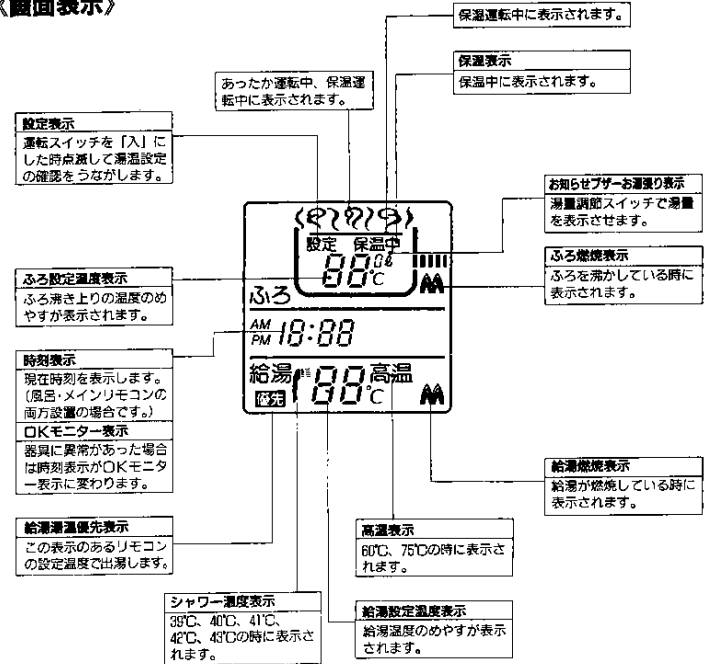 《画面表示》
保温運転中に表示されます。
保温表示
保温中に表示されます。
あったか運転中、保温運
転中に表示されます。
設定表示
運転スイッチを「入」に
した時点滅して湯温設定
の確認をうながします。
お知らせブザーお湯張り表示
湯量調節スイッチで湯量
を表示させます。
ふろ燃焼表示
ふろを沸かしている時に
表示されます。
ふろ設定温度表示
ふろ沸き上りの温度のめ
やすが表示されます。
設定 保温中
88 0ℓ
℃
ふろ
AM
PM 18:88
給湯 88℃ 高温
優先
時刻表示
現在時刻を表示します。
(風呂・メインリモコンの
両方設置の場合です。)
OKモニター表示
器具に異常があった場合
は時刻表示がOKモニタ
ー表示に変わります。
給湯湯温優先表示
この表示のあるリモコン
の設定温度で出湯します。
シャワー温度表示
39℃、40℃、41℃、
42℃、43℃の時に表示さ
れます。
高温表示
60℃、75℃の時に表示さ
れます。
給湯設定温度表示
給湯温度のめやすが表示
されます。
給湯燃焼表示
給湯が燃焼している時に
表示されます。